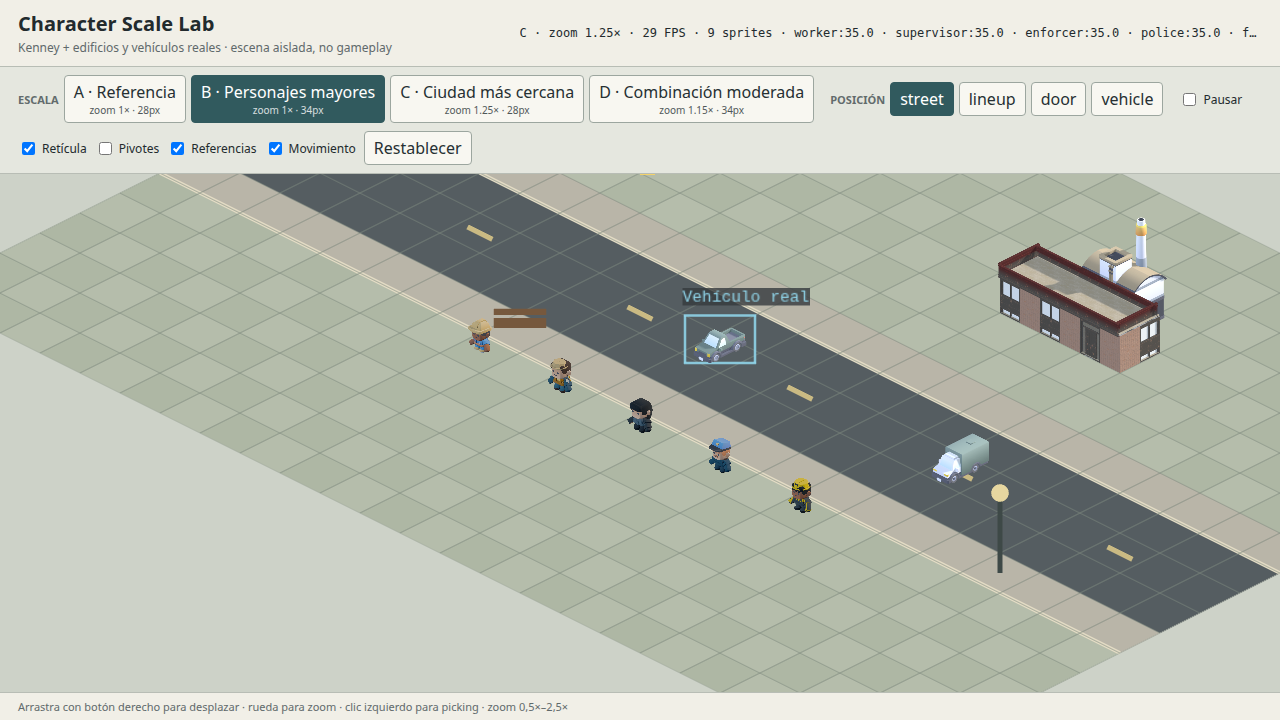 Character Scale Lab
Kenney + edificios y vehículos reales · escena aislada, no gameplay
C · zoom 1.25× · 29 FPS · 9 sprites · worker:35.0 · supervisor:35.0 · enforcer:35.0 · police:35.0 · f…
ESCALA
A · Referencia
zoom 1× · 28px
B · Personajes mayores
zoom 1× · 34px
C · Ciudad más cercana
zoom 1.25× · 28px
D · Combinación moderada
zoom 1.15× · 34px
POSICIÓN
street
lineup
door
vehicle
Pausar
Retícula
Pivotes
Referencias
Movimiento
Restablecer
Vehículo real
Arrastra con botón derecho para desplazar · rueda para zoom · clic izquierdo para picking · zoom 0,5×–2,5×